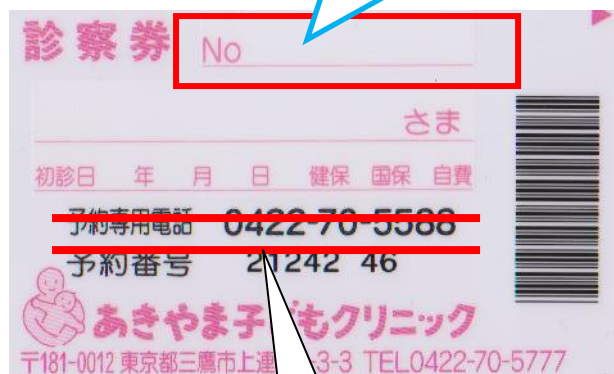 診察券 No
さま
初診日 年 月 日 健保 国保 自費
予約専用電話 0422-70-5588
予約番号 21242 46
あきやま子どもクリニック
〒181-0012 東京都三鷹市上連 -3-3 TEL0422-70-5777